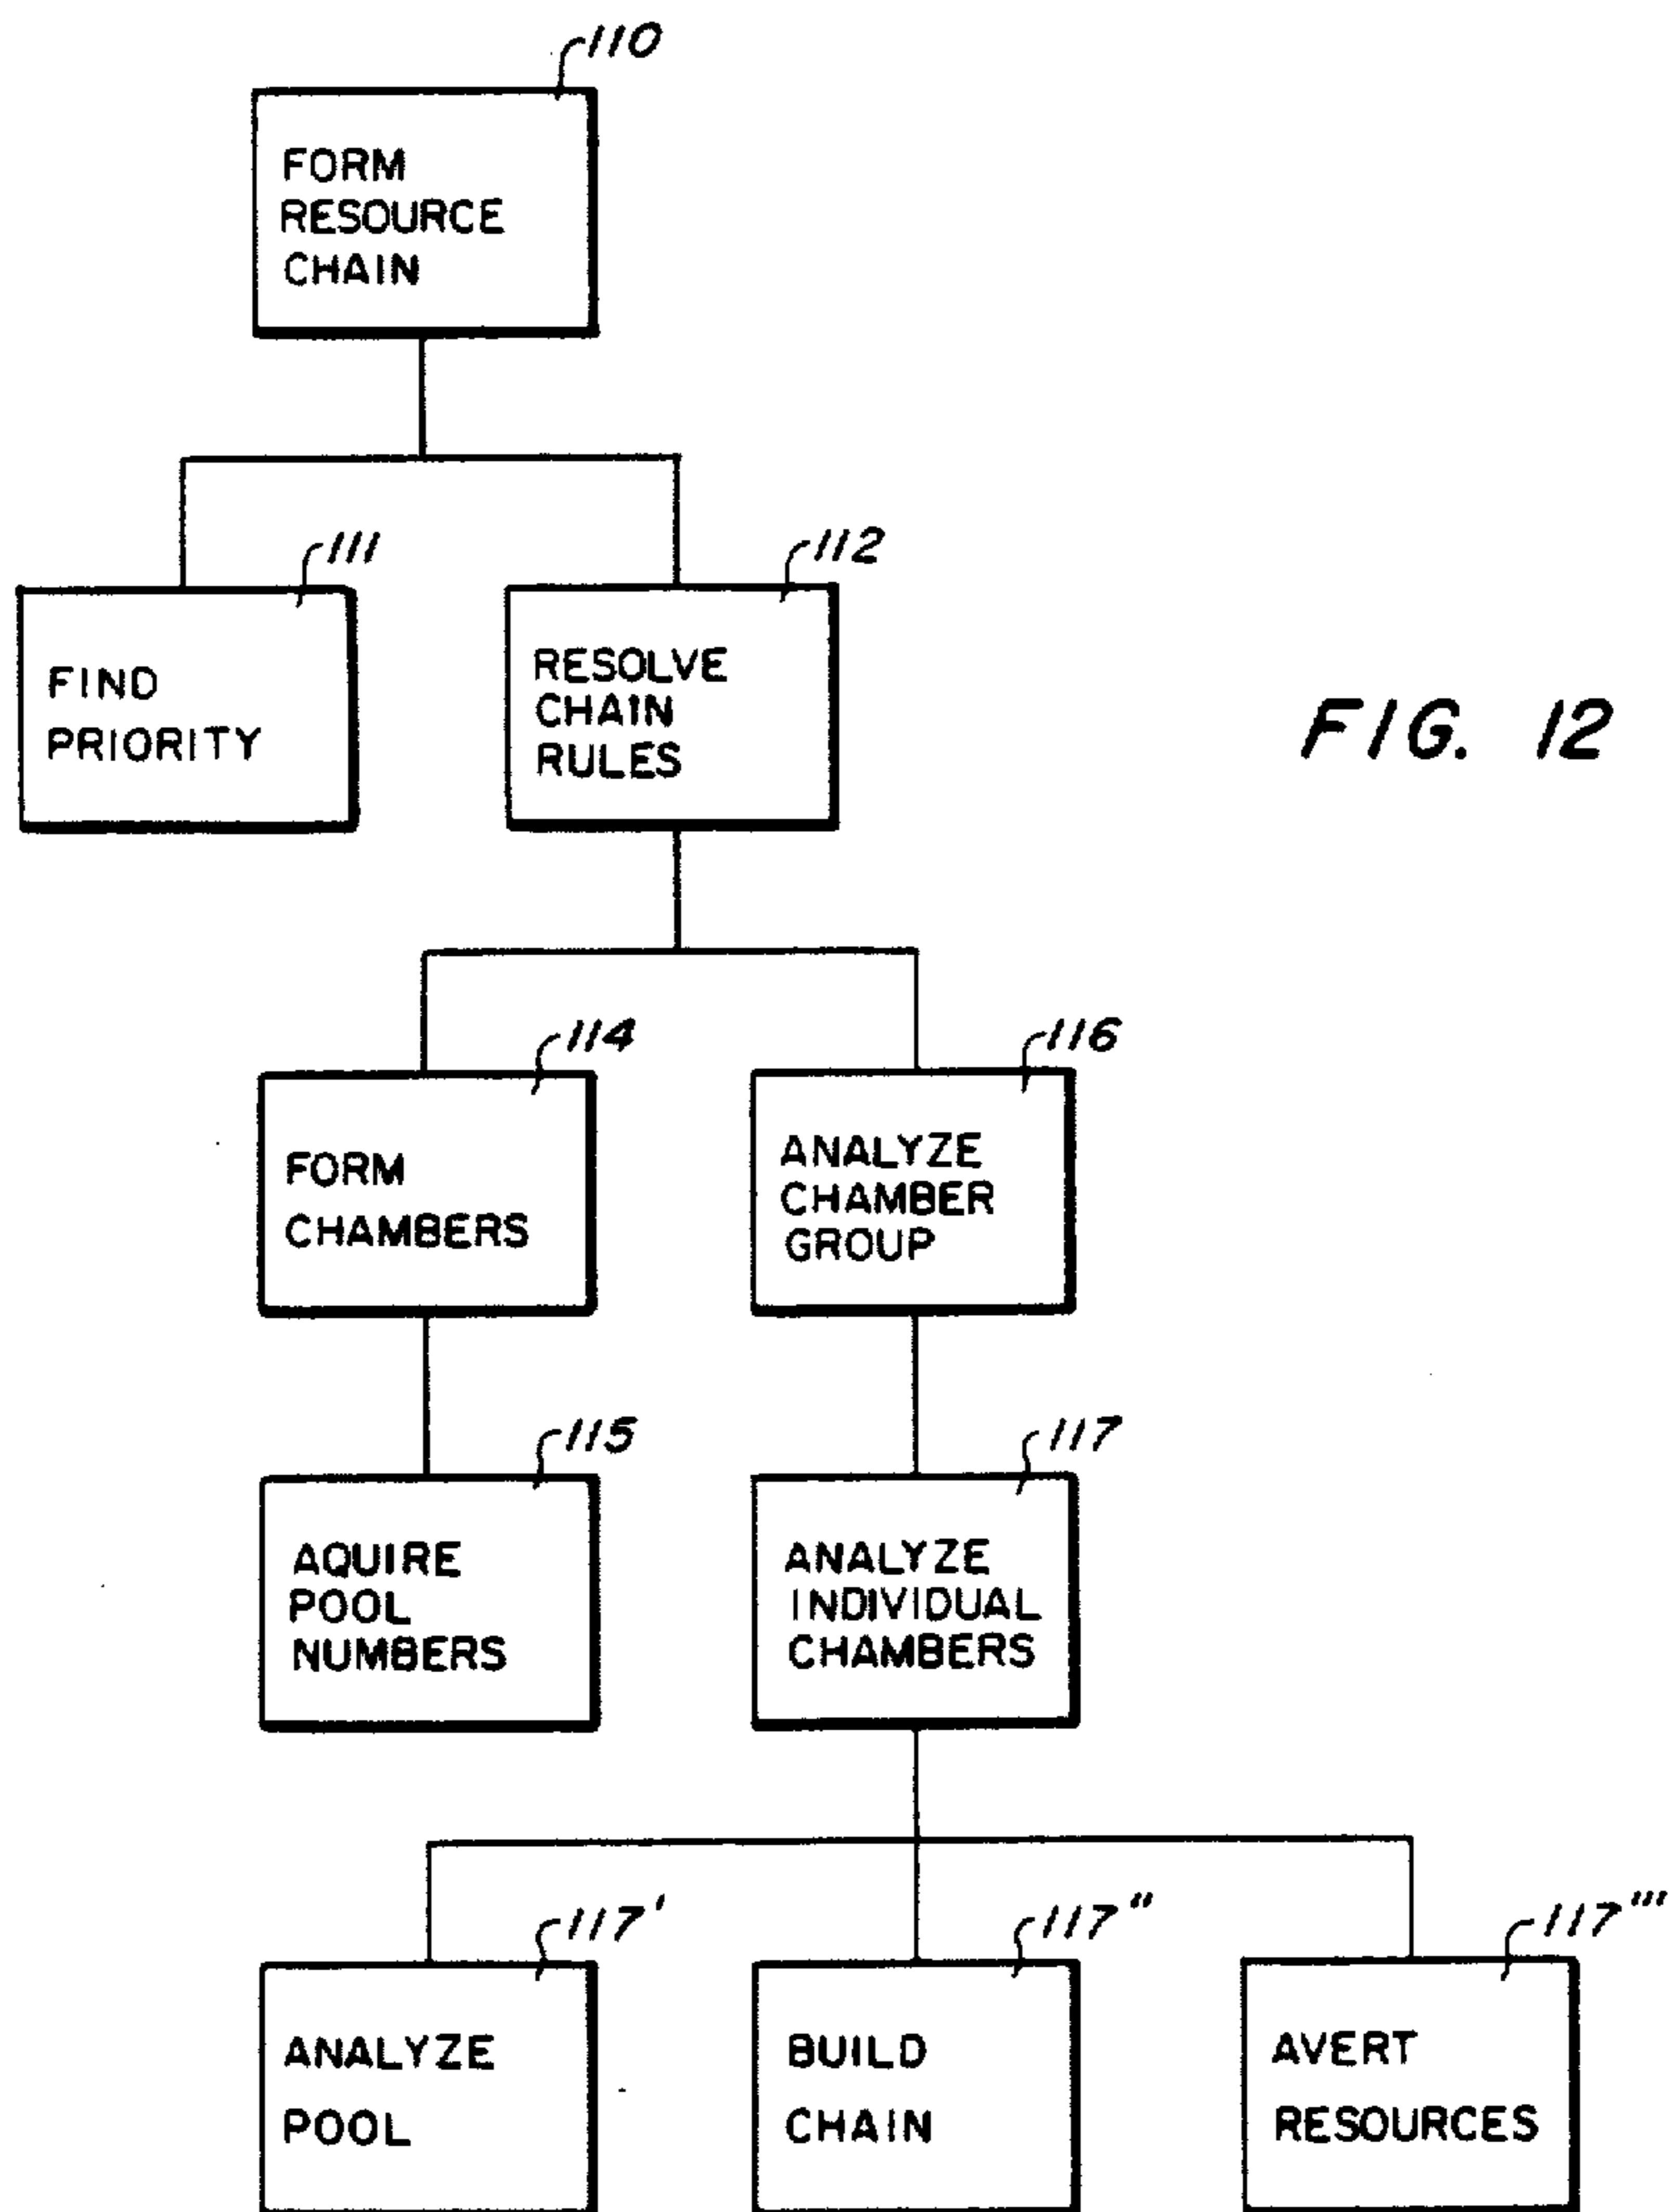 110
FORM
RESOURCE
CHAIN
111
FIND
PRIORITY
112
RESOLVE
CHAIN
RULES
FIG. 12
114
FORM
CHAMBERS
116
ANALYZE
CHAMBER
GROUP
115
AQUIRE
POOL
NUMBERS
117
ANALYZE
INDIVIDUAL
CHAMBERS
117'
ANALYZE
POOL
117"
BUILD
CHAIN
117'''
AVERT
RESOURCES